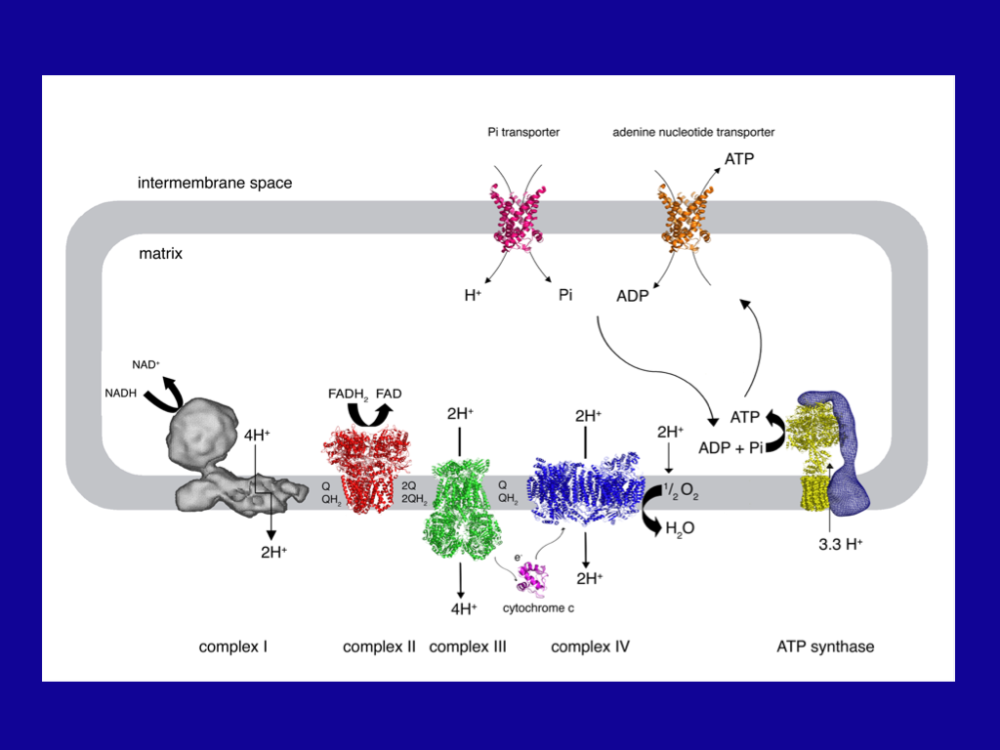 Pi transporter
adenine nucleotide transporter
ATP
intermembrane space
matrix
H⁺
Pi
ADP
NAD⁺
NADH
FADH₂ FAD
4H⁺
2H⁺
2H⁺
2H⁺
ATP
ADP + Pi
Q
QH₂
2Q
2QH₂
Q
QH₂
½ O₂
H₂O
2H⁺
e⁻
2H⁺
3.3 H⁺
4H⁺
cytochrome c
complex I
complex II
complex III
complex IV
ATP synthase